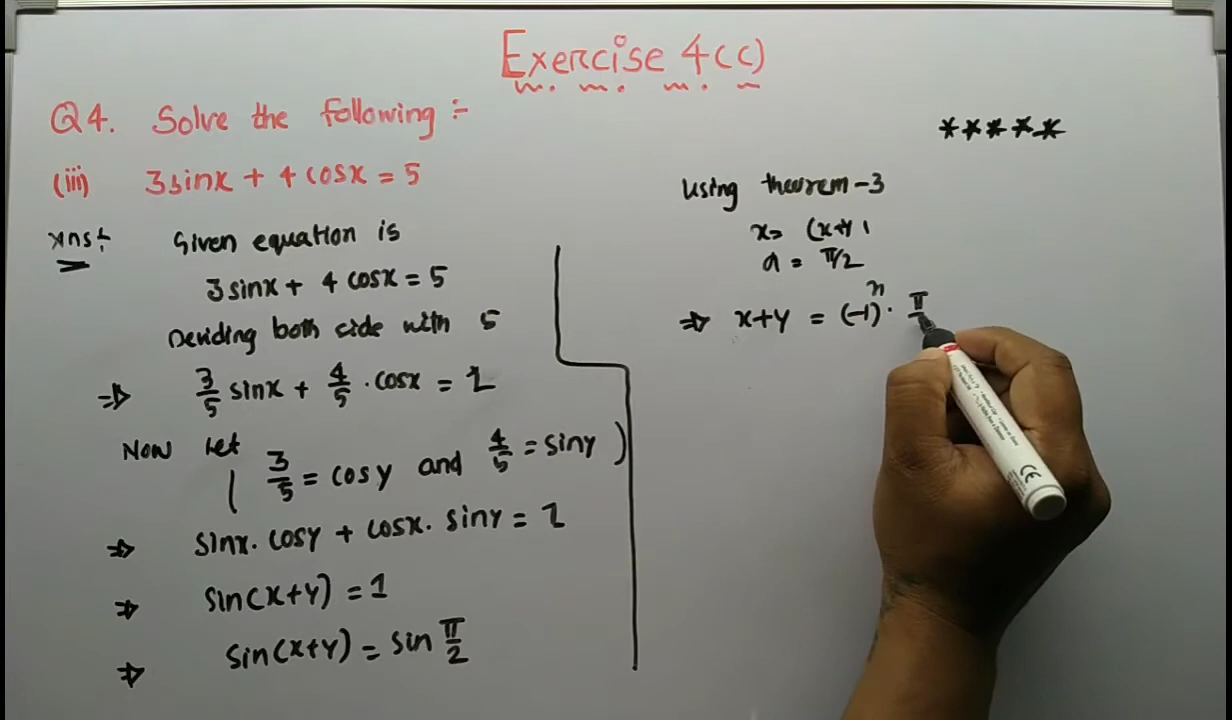 Exercise 4(C)
Q4. Solve the following :-
(iii) 3sinx + 4cosx = 5
Ans:- Given equation is
3sinx + 4cosx = 5
Deviding both side with 5
⇒ 3/5 sinx + 4/5 . cosx = 1
Now Let
( 3/5 = cosy and 4/5 = siny )
⇒ sinx. cosy + cosx. siny = 1
⇒ sin(x+y) = 1
⇒ sin(x+y) = sin π/2
*****
Using theorem-3
x = (x+y)
a = π/2
⇒ x+y = (-1)ⁿ . π
CE